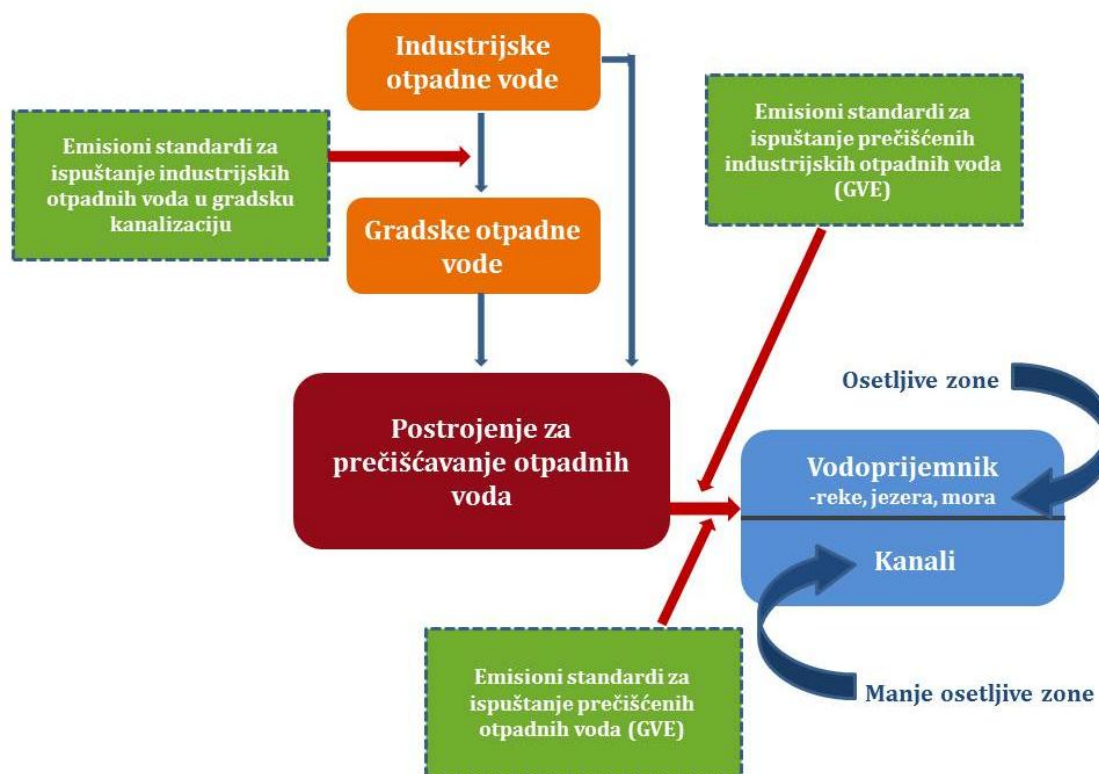 Industrijske
otpadne vode
Emisioni standardi za
ispuštanje industrijskih
otpadnih voda u gradsku
kanalizaciju
Emisioni standardi za
ispuštanje prečišćenih
industrijskih otpadnih voda
(GVE)
Gradske otpadne
vode
Postrojenje za
prečišćavanje otpadnih
voda
Osetljive zone
Vodoprijemnik
-reke, jezera, mora
Kanali
Emisioni standardi za
ispuštanje prečišćenih
otpadnih voda (GVE)
Manje osetljive zone